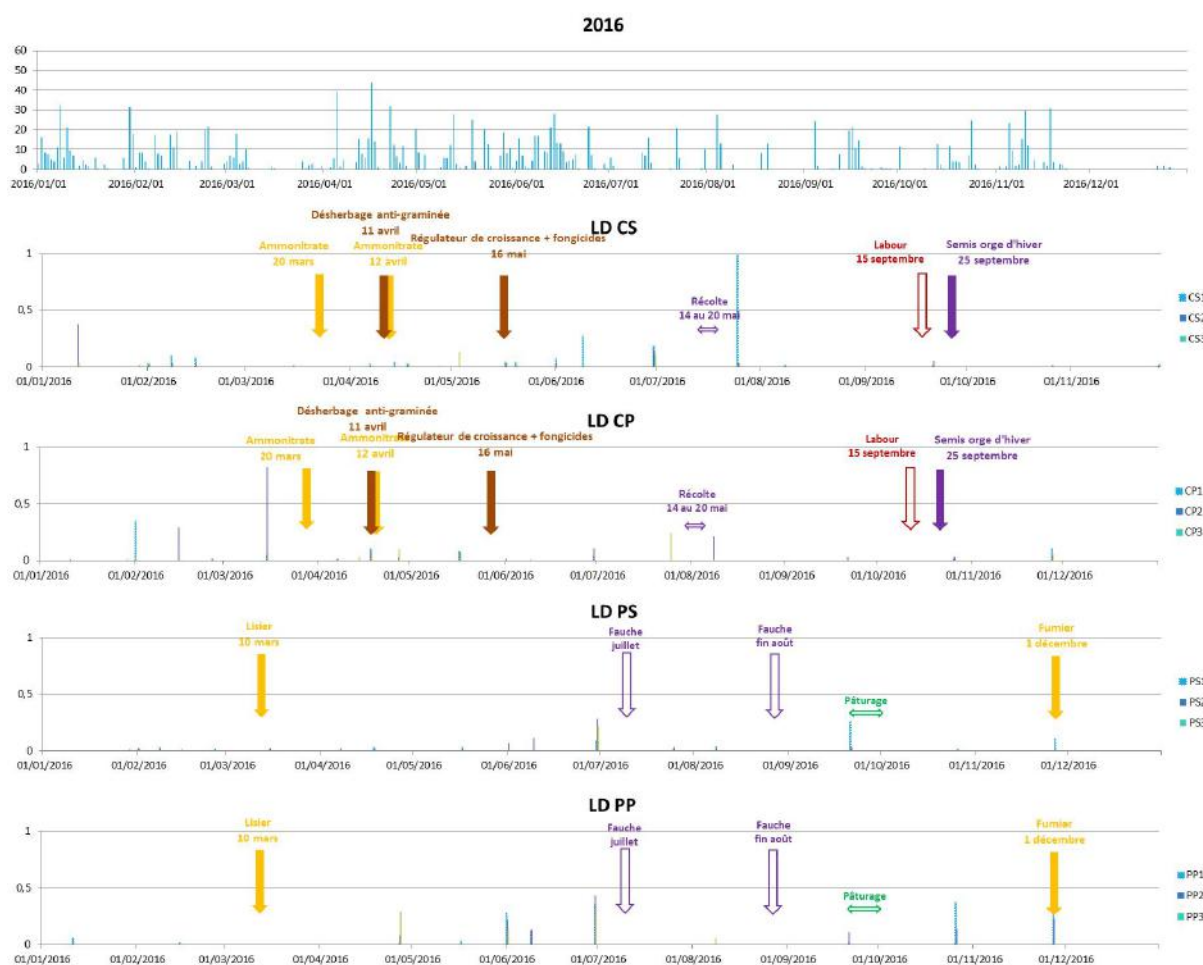 2016
60
50
40
30
20
10
0
2016/01/01 2016/02/01 2016/03/01 2016/04/01 2016/05/01 2016/06/01 2016/07/01 2016/08/01 2016/09/01 2016/10/01 2016/11/01 2016/12/01
Désherbage anti-graminée
11 avril
LD CS
Ammonitrate
20 mars
Ammonitrate
12 avril
Régulateur de croissance + fongicides
16 mai
Labour
15 septembre
Semis orge d'hiver
25 septembre
Récolte
14 au 20 mai
1
0,5
0
CS1
CS2
CS3
01/01/2016 01/02/2016 01/03/2016 01/04/2016 01/05/2016 01/06/2016 01/07/2016 01/08/2016 01/09/2016 01/10/2016 01/11/2016
Désherbage anti-graminée
11 avril
LD CP
Ammonitrate
20 mars
Ammonitrate
12 avril
Régulateur de croissance + fongicides
16 mai
Labour
15 septembre
Semis orge d'hiver
25 septembre
Récolte
14 au 20 mai
1
0,5
0
CP1
CP2
CP3
01/01/2016 01/02/2016 01/03/2016 01/04/2016 01/05/2016 01/06/2016 01/07/2016 01/08/2016 01/09/2016 01/10/2016 01/11/2016 01/12/2016
LD PS
Lisier
10 mars
Fauche
juillet
Fauche
fin août
Fumier
1 décembre
Pâturage
1
0,5
0
PS1
PS2
PS3
01/01/2016 01/02/2016 01/03/2016 01/04/2016 01/05/2016 01/06/2016 01/07/2016 01/08/2016 01/09/2016 01/10/2016 01/11/2016 01/12/2016
LD PP
Lisier
10 mars
Fauche
juillet
Fauche
fin août
Fumier
1 décembre
Pâturage
1
0,5
0
PP1
PP2
PP3
01/01/2016 01/02/2016 01/03/2016 01/04/2016 01/05/2016 01/06/2016 01/07/2016 01/08/2016 01/09/2016 01/10/2016 01/11/2016 01/12/2016